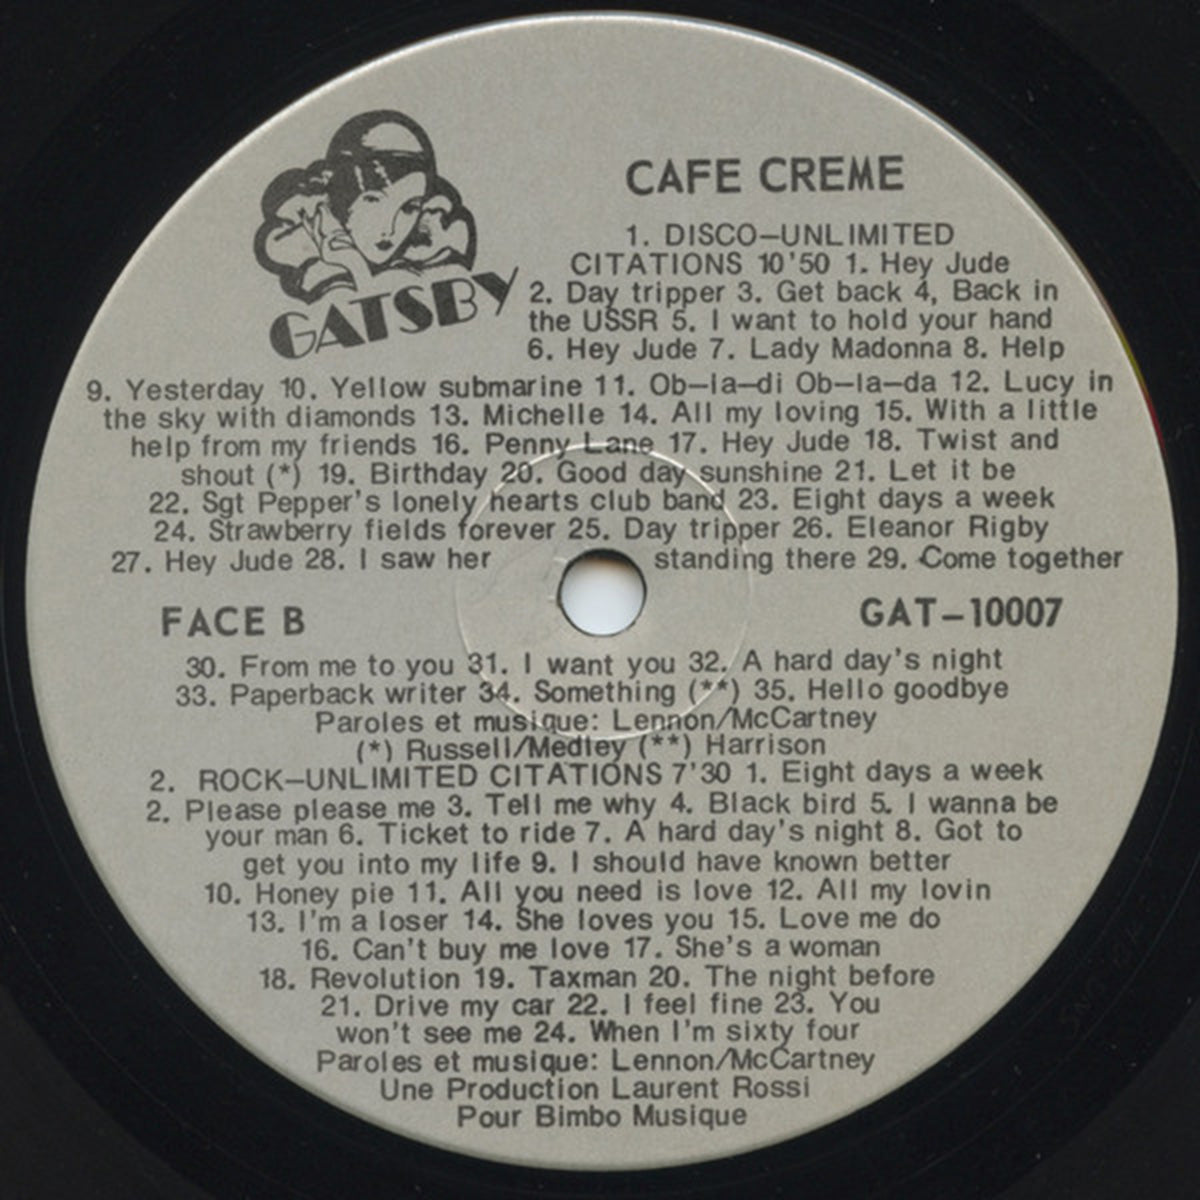 CAFE CREME
1. DISCO-UNLIMITED
CITATIONS 10'50 1. Hey Jude
2. Day tripper 3. Get back 4, Back in
the USSR 5. I want to hold your hand
6. Hey Jude 7. Lady Madonna 8. Help
GATSBY
9. Yesterday 10. Yellow submarine 11. Ob-la-di Ob-la-da 12. Lucy in
the sky with diamonds 13. Michelle 14. All my loving 15. With a little
help from my friends 16. Penny Lane 17. Hey Jude 18. Twist and
shout (*) 19. Birthday 20. Good day sunshine 21. Let it be
22. Sgt Pepper's lonely hearts club band 23. Eight days a week
24. Strawberry fields forever 25. Day tripper 26. Eleanor Rigby
27. Hey Jude 28. I saw her standing there 29. Come together
FACE B GAT-10007
30. From me to you 31. I want you 32. A hard day's night
33. Paperback writer 34. Something (**) 35. Hello goodbye
Paroles et musique: Lennon/McCartney
(*) Russell/Medley (**) Harrison
2. ROCK-UNLIMITED CITATIONS 7'30 1. Eight days a week
2. Please please me 3. Tell me why 4. Black bird 5. I wanna be
your man 6. Ticket to ride 7. A hard day's night 8. Got to
get you into my life 9. I should have known better
10. Honey pie 11. All you need is love 12. All my lovin
13. I'm a loser 14. She loves you 15. Love me do
16. Can't buy me love 17. She's a woman
18. Revolution 19. Taxman 20. The night before
21. Drive my car 22. I feel fine 23. You
won't see me 24. When I'm sixty four
Paroles et musique: Lennon/McCartney
Une Production Laurent Rossi
Pour Bimbo Musique